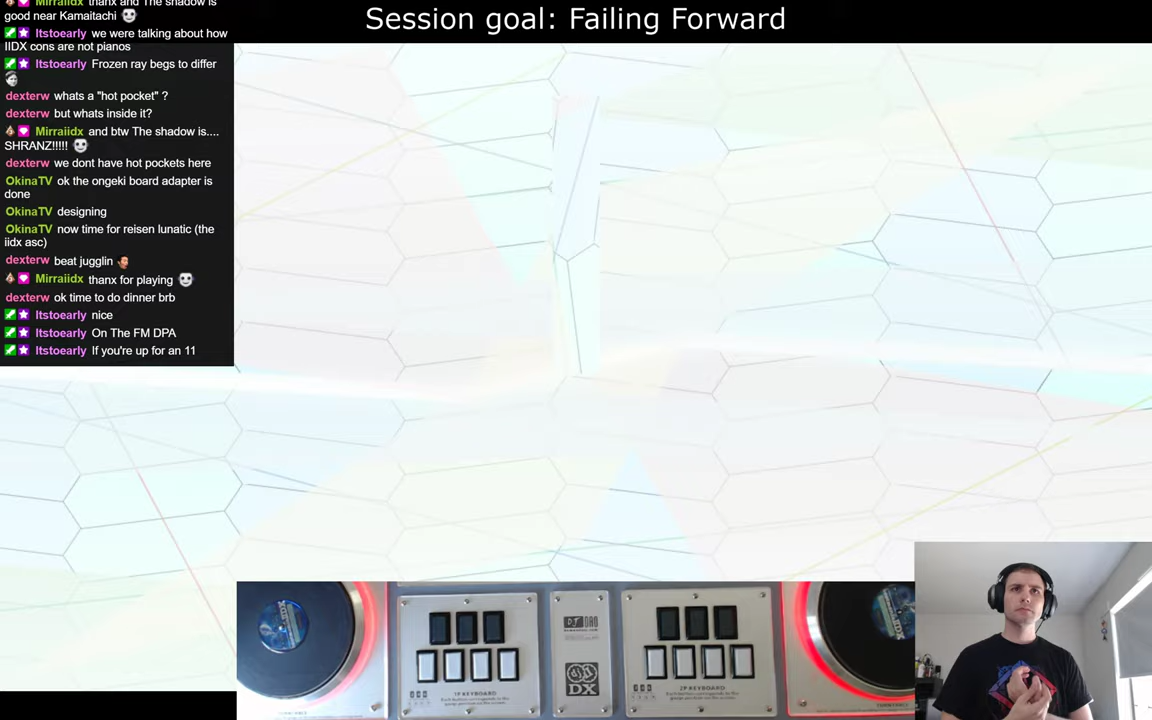 Session goal: Failing Forward
Mirraiidx thanx and The shadow is
good near Kamaitachi
Itstoearly we were talking about how
IIDX cons are not pianos
Itstoearly Frozen ray begs to differ
dexterw whats a "hot pocket" ?
dexterw but whats inside it?
Mirraiidx and btw The shadow is....
SHRANZ!!!!!
dexterw we dont have hot pockets here
OkinaTV ok the ongeki board adapter is
done
OkinaTV designing
OkinaTV now time for reisen lunatic (the
iidx asc)
dexterw beat jugglin
Mirraiidx thanx for playing
dexterw ok time to do dinner brb
Itstoearly nice
Itstoearly On The FM DPA
Itstoearly If you're up for an 11
DJ DAO
DX
1P KEYBOARD
2P KEYBOARD